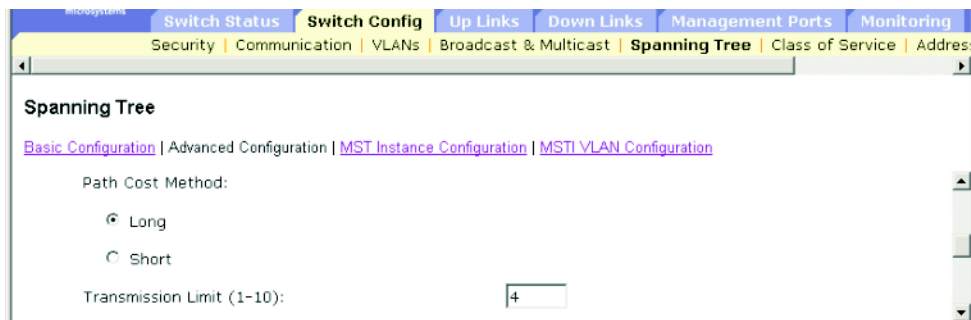 microsystems
Switch Status Switch Config Up Links Down Links Management Ports Monitoring
Security | Communication | VLANs | Broadcast & Multicast | Spanning Tree | Class of Service | Addres
Spanning Tree
Basic Configuration | Advanced Configuration | MST Instance Configuration | MSTI VLAN Configuration
Path Cost Method:
Long
Short
Transmission Limit (1-10): 4